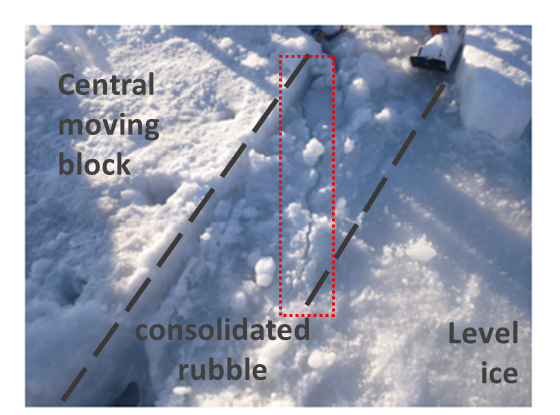 Central
moving
block
consolidated
rubble
Level
ice